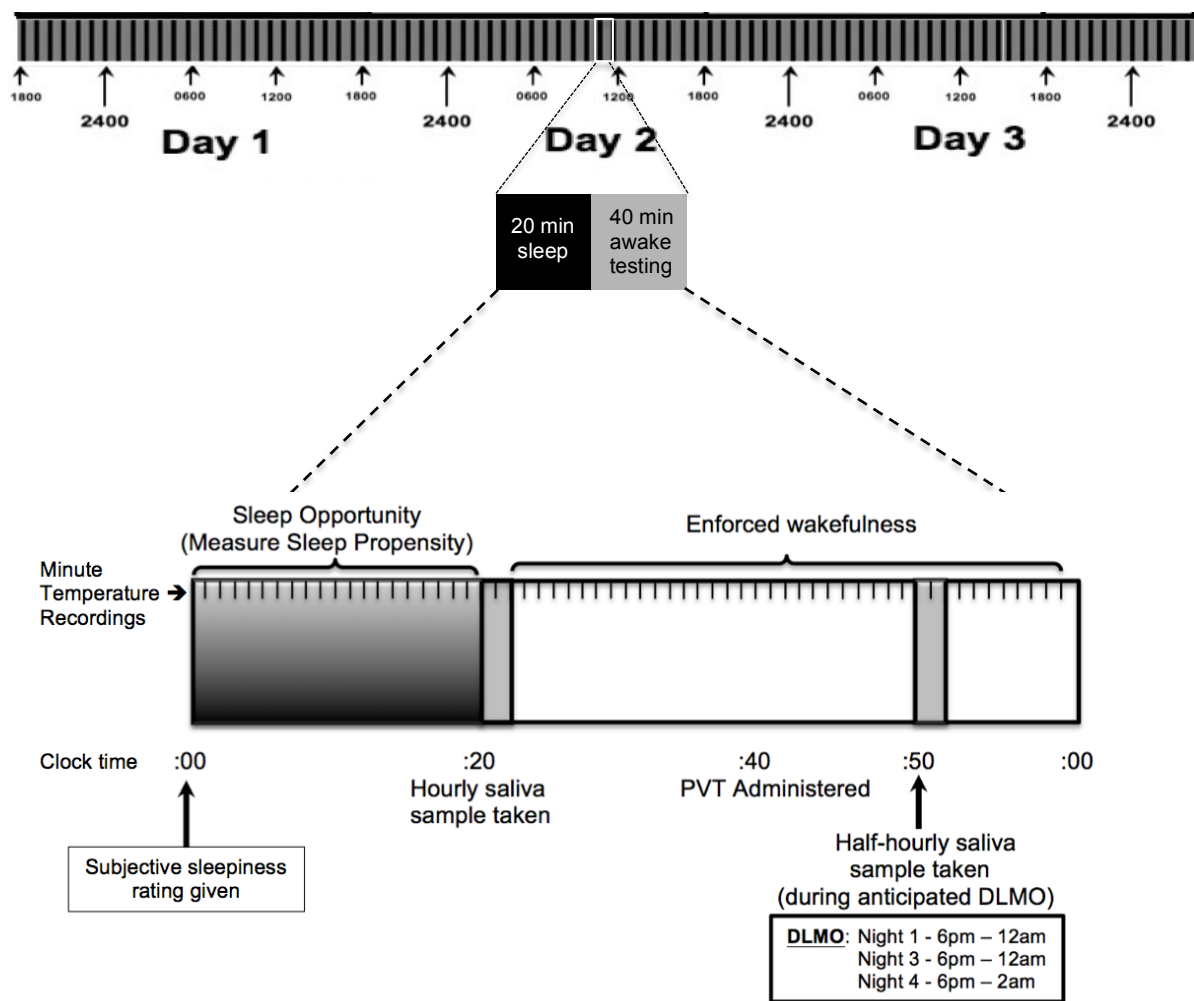 1800 0600 1200 1800 0600 1200 1800 0600 1200 1800
2400 2400 2400 2400
Day 1 Day 2 Day 3
20 min
sleep
40 min
awake
testing
Sleep Opportunity
(Measure Sleep Propensity)
Enforced wakefulness
Minute
Temperature
Recordings
Clock time :00 :20 :40 :50 :00
Hourly saliva
sample taken
PVT Administered
Subjective sleepiness
rating given
Half-hourly saliva
sample taken
(during anticipated DLMO)
DLMO: Night 1 - 6pm – 12am
Night 3 - 6pm – 12am
Night 4 - 6pm – 2am